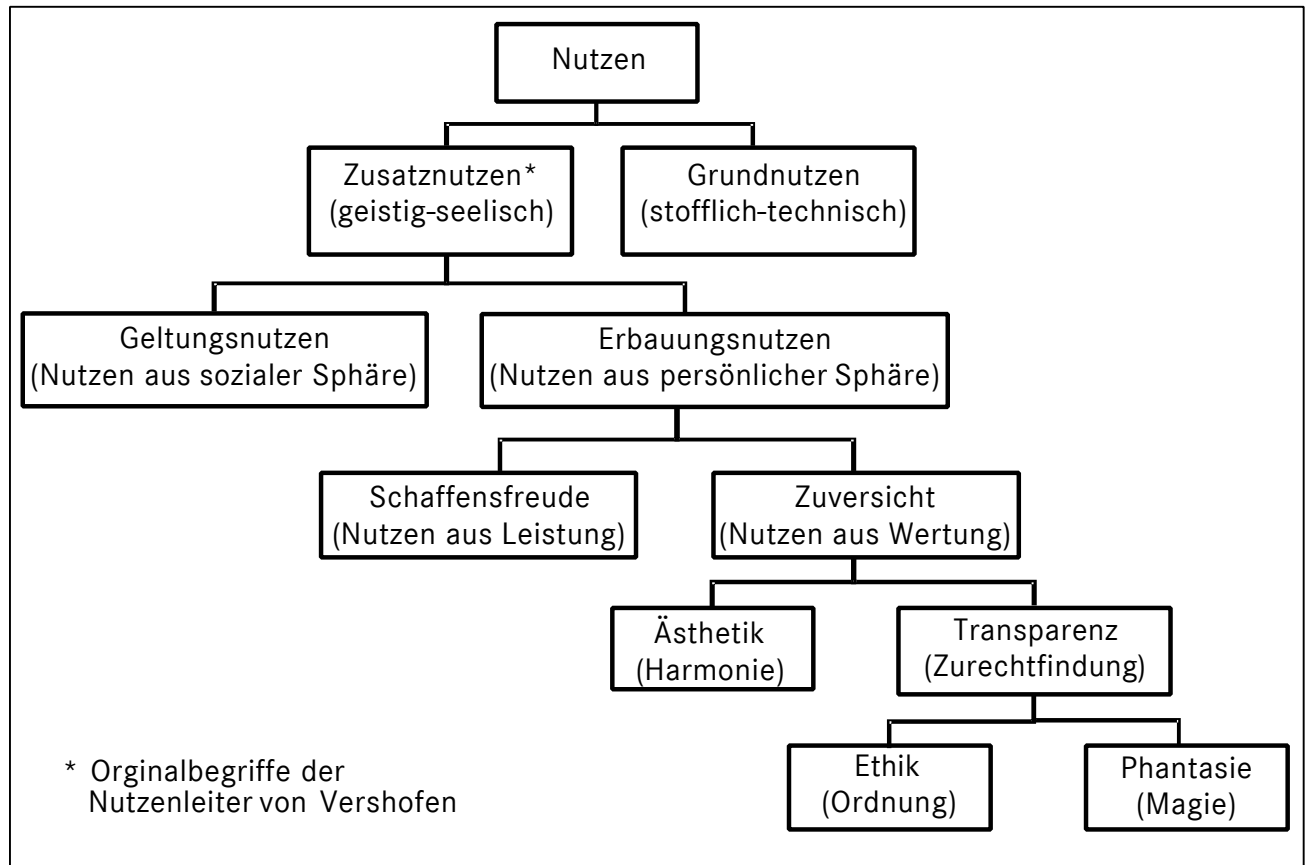 Nutzen
Zusatznutzen*
(geistig-seelisch)
Grundnutzen
(stofflich-technisch)
Geltungsnutzen
(Nutzen aus sozialer Sphäre)
Erbauungsnutzen
(Nutzen aus persönlicher Sphäre)
Schaffensfreude
(Nutzen aus Leistung)
Zuversicht
(Nutzen aus Wertung)
Ästhetik
(Harmonie)
Transparenz
(Zurechtfindung)
Ethik
(Ordnung)
Phantasie
(Magie)
* Orginalbegriffe der
Nutzenleiter von Vershofen